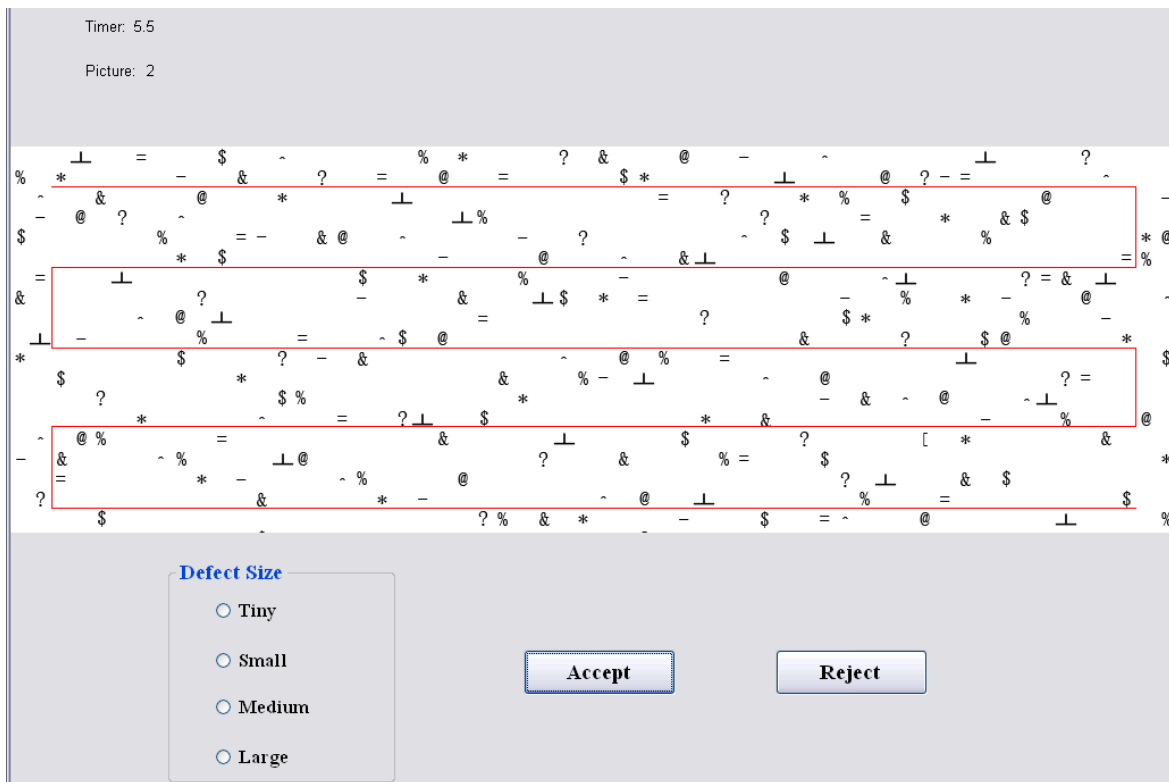 Timer: 5.5
Picture: 2
⊥ = $ ^ % * ? & @ – ^ ⊥ ?
% * – & ? = @ = $ * ⊥ @ ? – = ^
^ & @ * ⊥ = ? * % $ @ –
– @ ? ^ ⊥ % ? = * & $
$ % = – & @ ^ – ? ^ $ ⊥ & % * @
* $ – @ ^ & ⊥ = %
= ⊥ $ * % – @ ^ ⊥ ? = & ⊥
& ? – & ⊥ $ * = – % * – @ ^
^ @ ⊥ = ? $ * % –
⊥ – % = ^ $ @ & ? $ @ *
* $ ? – & ^ @ % = ⊥ $
$ * & % – ⊥ ^ @ ? =
? $ % * – & ^ @ ^ ⊥
* ^ = ? ⊥ $ * & – % @
^ @ % = & ⊥ $ ? [ * &
– & ^ % ⊥ @ ? & % = $ *
= * – ^ % @ ? ⊥ & $
? & * – ^ @ ⊥ % = $
$ ? % & * – $ = ^ @ ⊥ %
Defect Size
Tiny
Small
Medium
Large
Accept
Reject